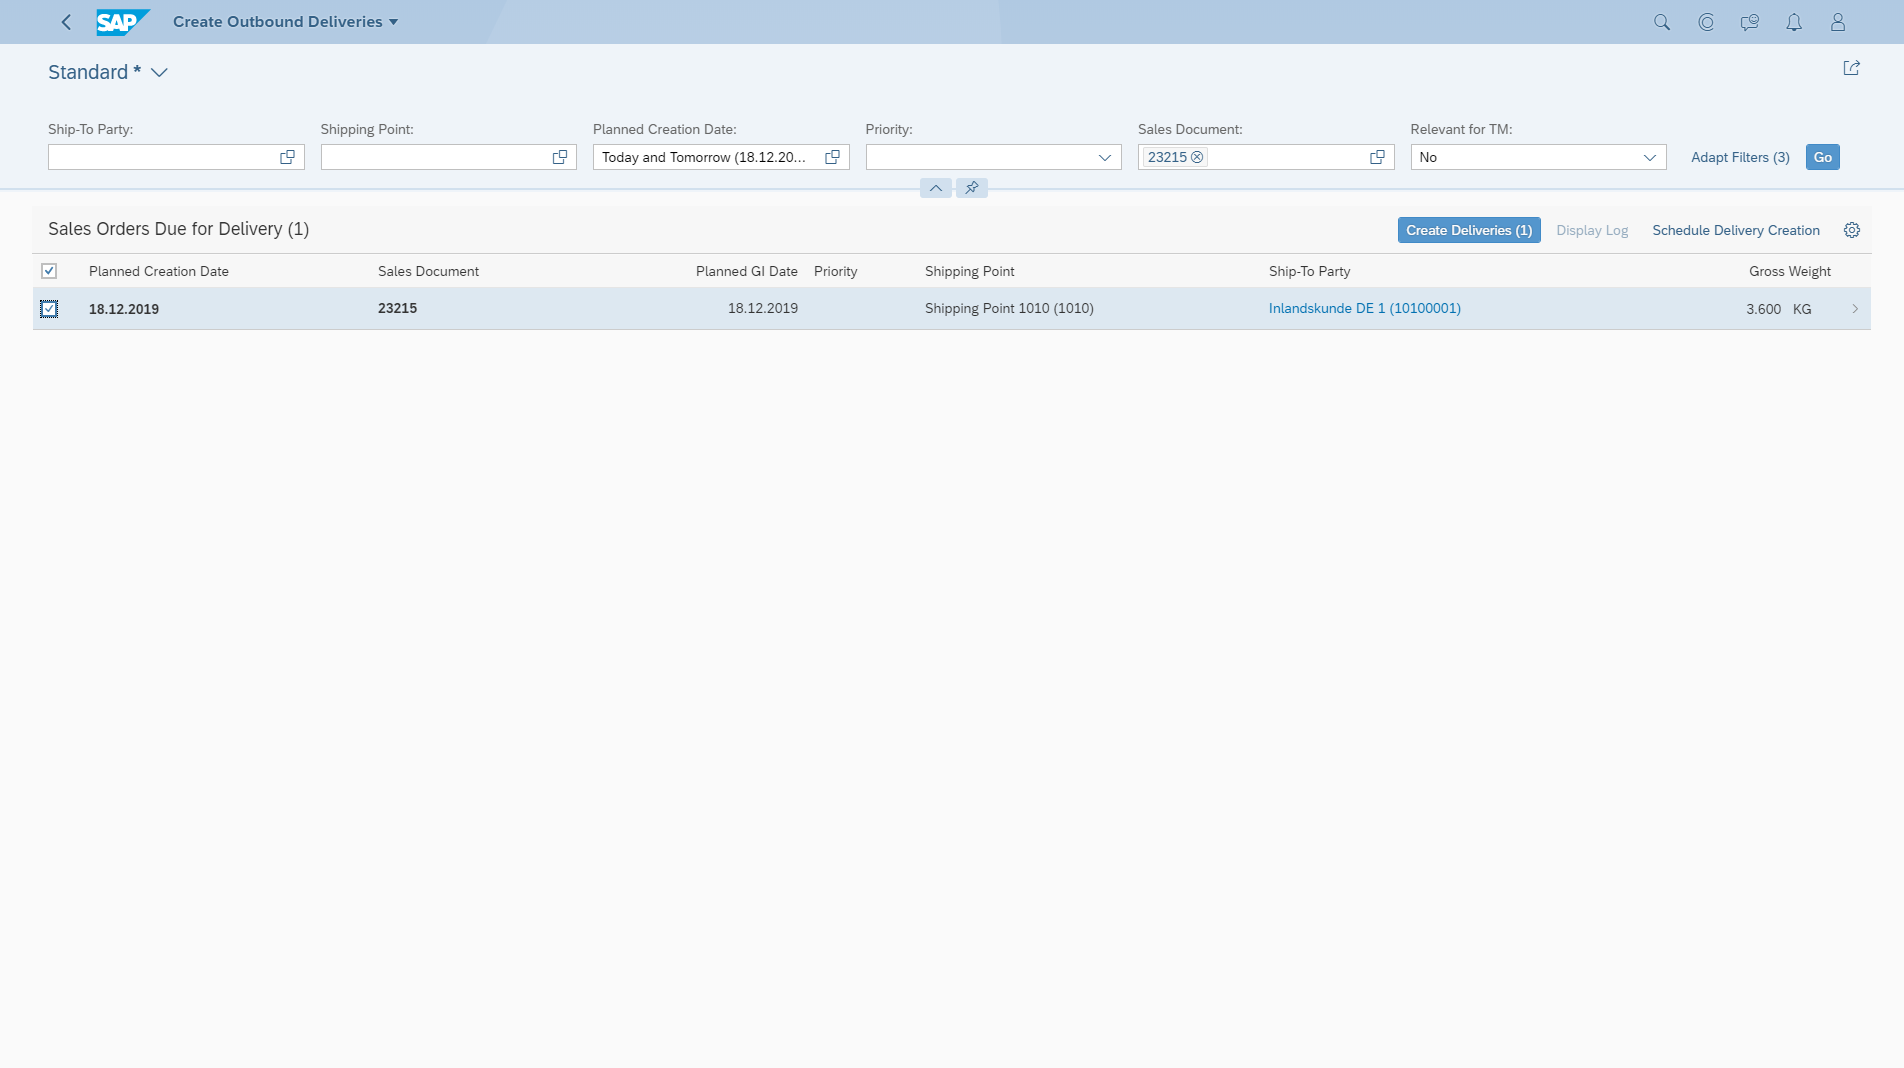 SAP Create Outbound Deliveries
Standard *
Ship-To Party: Shipping Point: Planned Creation Date: Priority: Sales Document: Relevant for TM:
Today and Tomorrow (18.12.20... 23215 No Adapt Filters (3) Go
Sales Orders Due for Delivery (1) Create Deliveries (1) Display Log Schedule Delivery Creation
Planned Creation Date Sales Document Planned GI Date Priority Shipping Point Ship-To Party Gross Weight
18.12.2019 23215 18.12.2019 Shipping Point 1010 (1010) Inlandskunde DE 1 (10100001) 3.600 KG